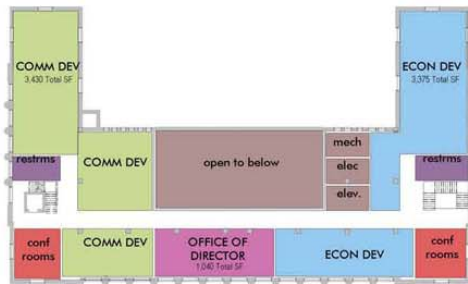 COMM DEV
3,430 Total SF
ECON DEV
3,375 Total SF
restrms
COMM DEV
open to below
mech
elec
elev.
restrms
conf
rooms
COMM DEV
OFFICE OF
DIRECTOR
1,040 Total SF
ECON DEV
conf
rooms